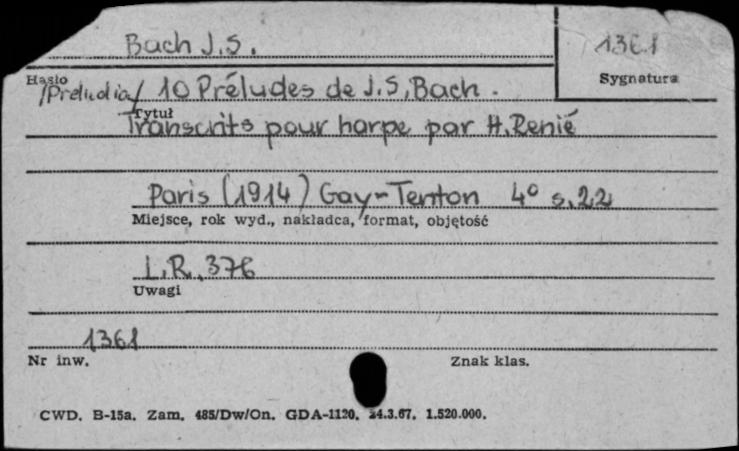 Bach J.S.
1361
Hasło
Sygnatura
/Preludia/ 10 Préludes de J.S, Bach.
Tytuł
Transcrits pour harpe par H. Renié
Paris (1914) Gay-Tenton 4° s. 22
Miejsce, rok wyd., nakładca, format, objętość
L.R. 376
Uwagi
1361
Nr inw.
Znak klas.
CWD. B-15a. Zam. 485/Dw/On. GDA-1120. 24.3.67. 1.520.000.